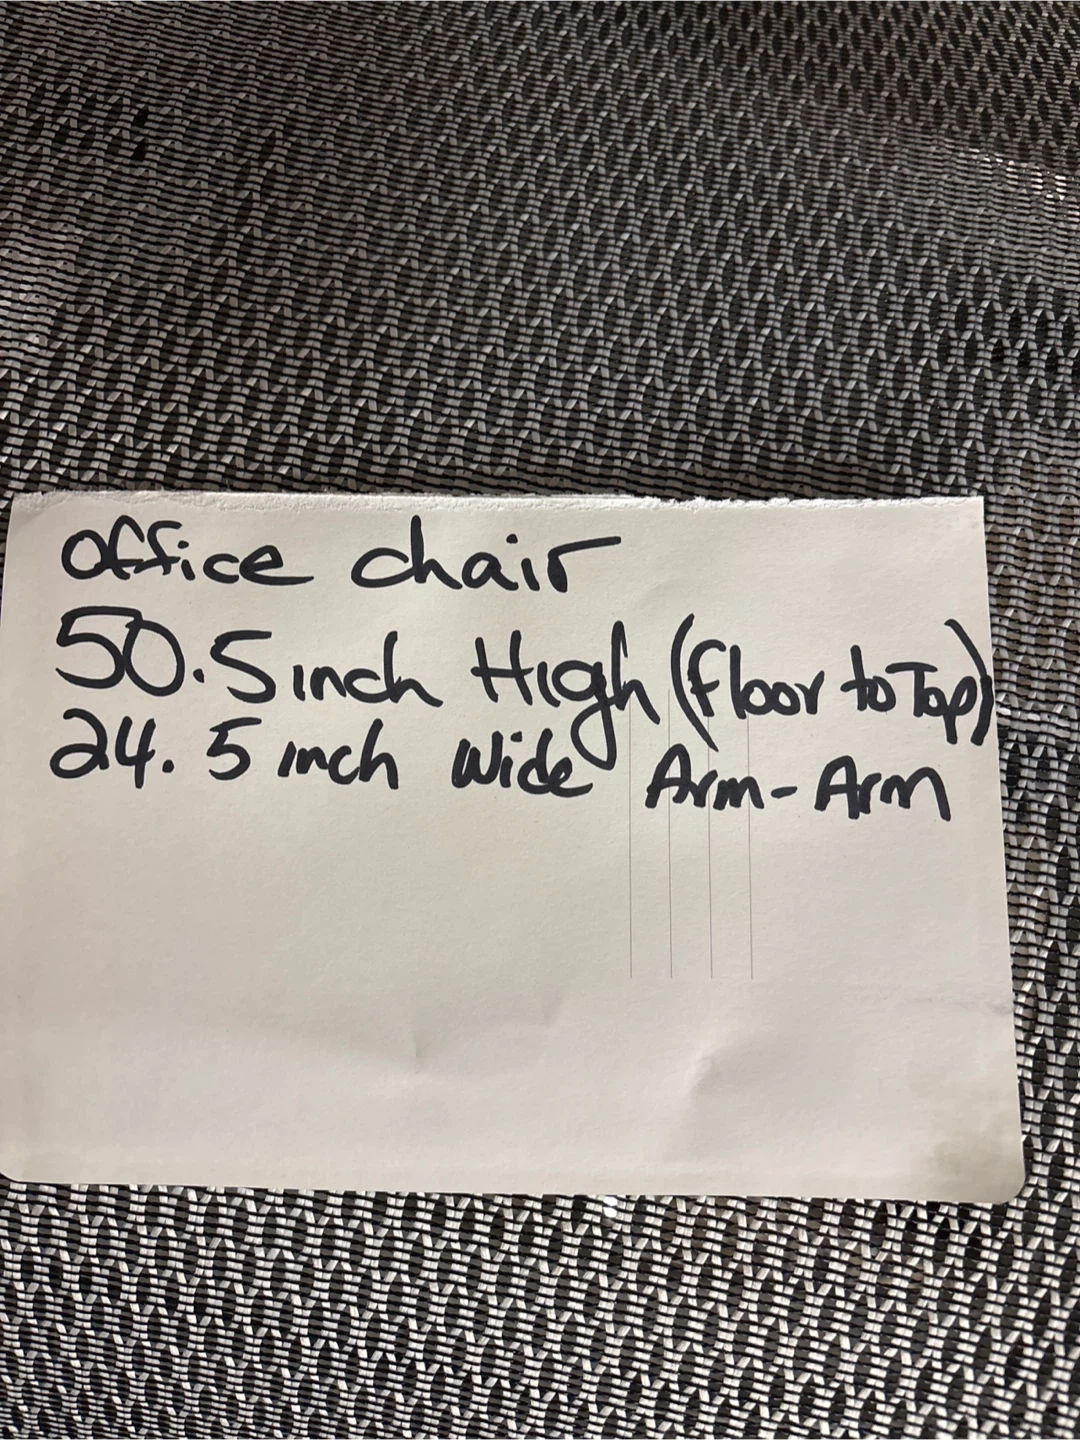 office chair
50.5 inch High (floor to Top)
24.5 inch wide Arm-Arm